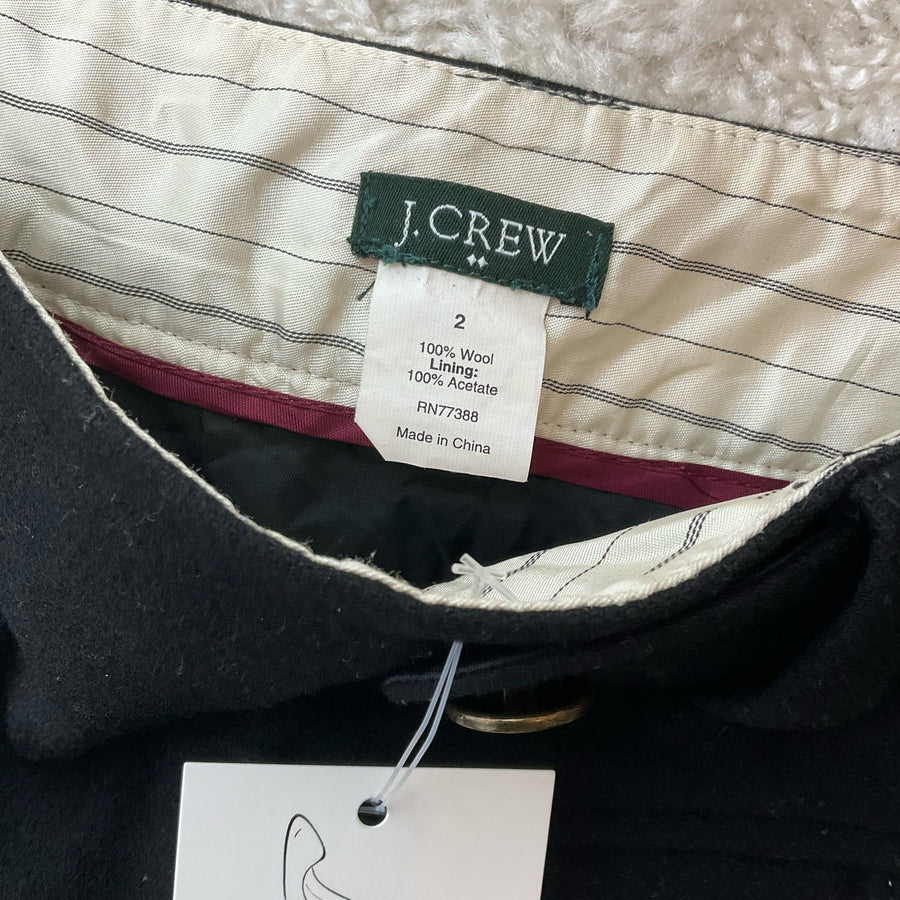 J.CREW
2
100% Wool
Lining:
100% Acetate
RN77388
Made in China